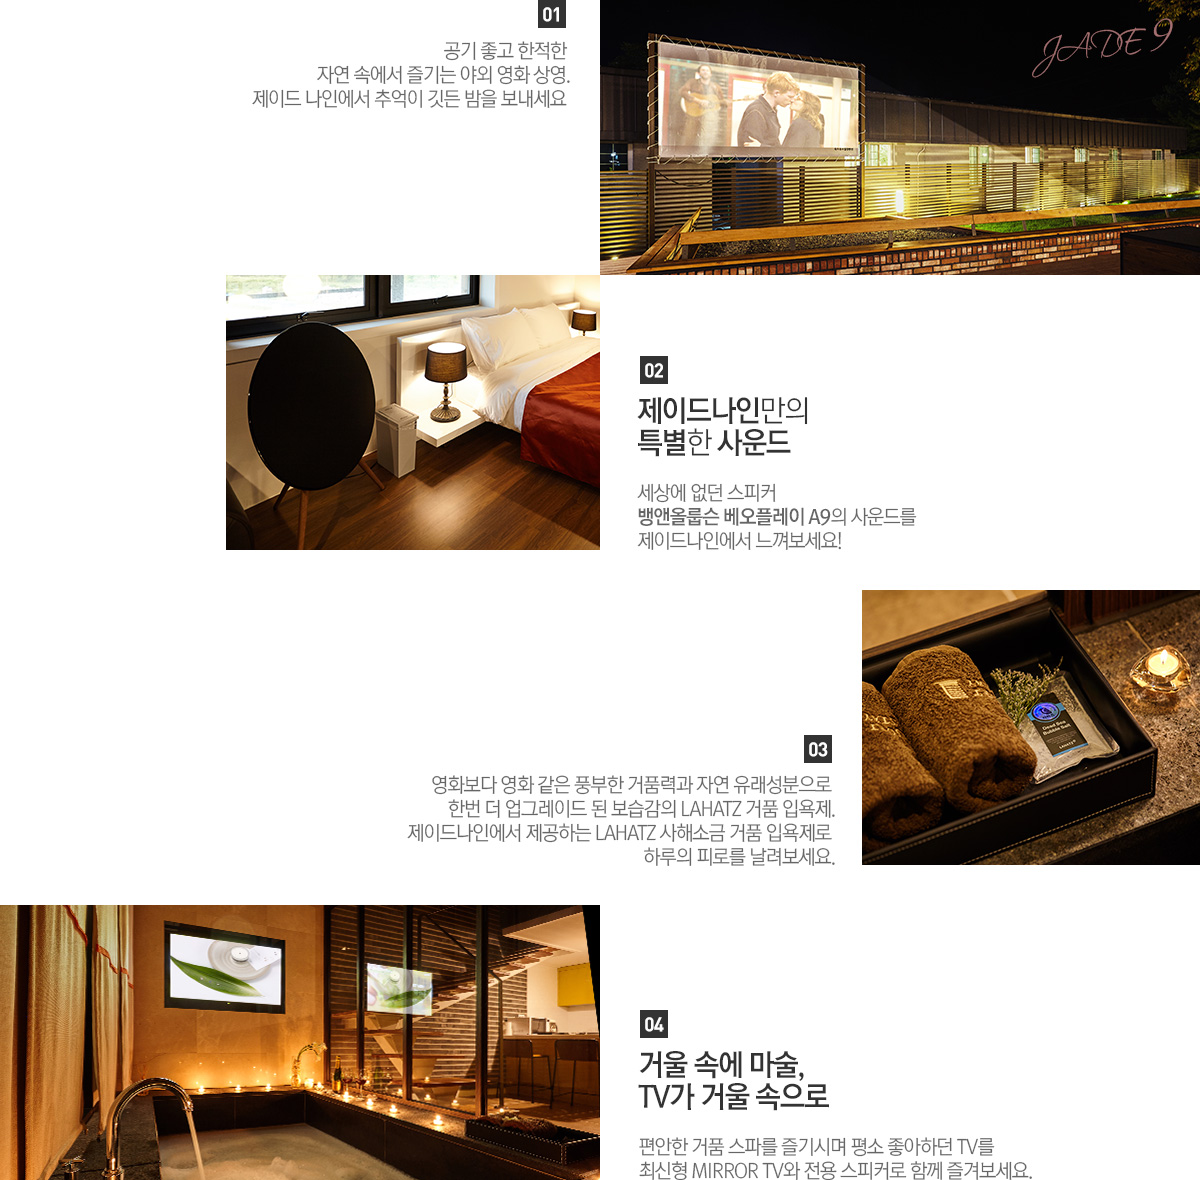 01
공기 좋고 한적한
자연 속에서 즐기는 야외 영화 상영.
제이드 나인에서 추억이 깃든 밤을 보내세요
JADE 9
02
제이드나인만의
특별한 사운드
세상에 없던 스피커
뱅앤올룹슨 베오플레이 A9의 사운드를
제이드나인에서 느껴보세요!
Dead Sea
Bubble Salt
LAHATZ
03
영화보다 영화 같은 풍부한 거품력과 자연 유래성분으로
한번 더 업그레이드 된 보습감의 LAHATZ 거품 입욕제.
제이드나인에서 제공하는 LAHATZ 사해소금 거품 입욕제로
하루의 피로를 날려보세요.
04
거울 속에 마술,
TV가 거울 속으로
편안한 거품 스파를 즐기시며 평소 좋아하던 TV를
최신형 MIRROR TV와 전용 스피커로 함께 즐겨보세요.